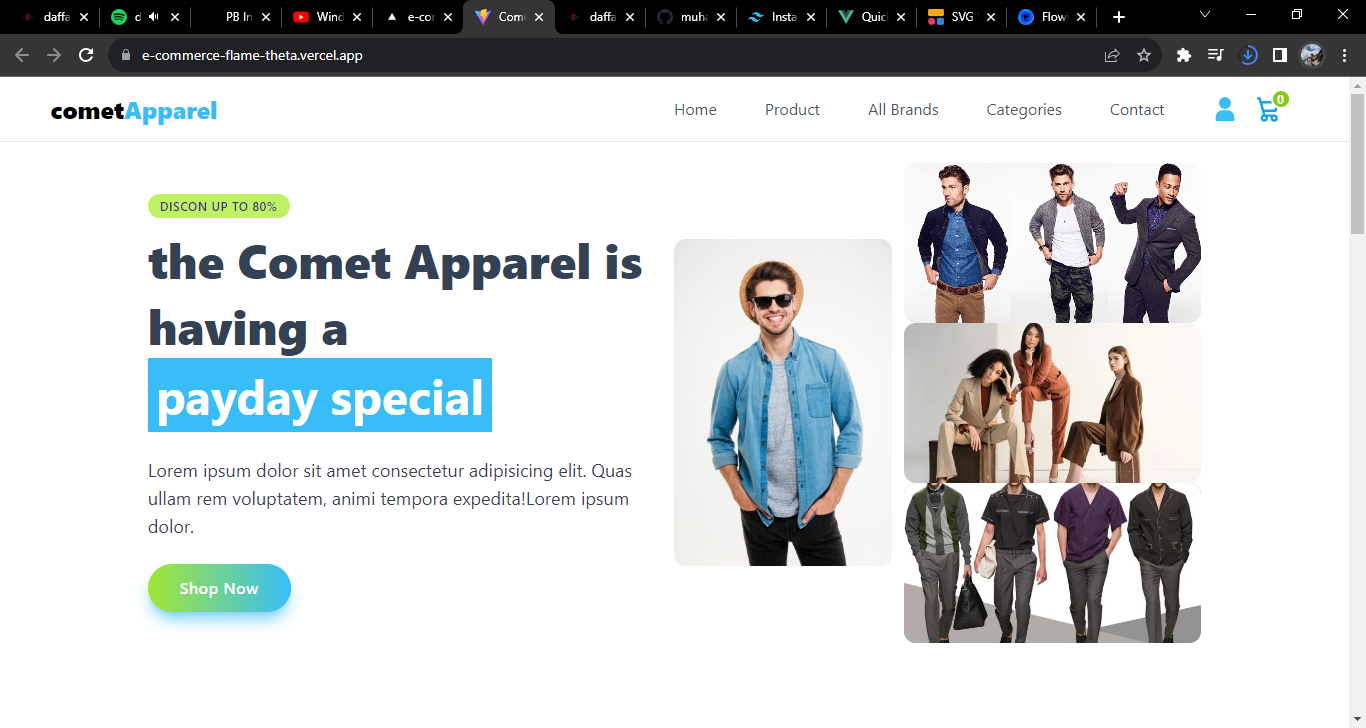 daffa
d
PB In
Wind
e-cor
Come
daffa
muha
Insta
Quic
SVG
Flowl
e-commerce-flame-theta.vercel.app
cometApparel
Home
Product
All Brands
Categories
Contact
0
DISCON UP TO 80%
the Comet Apparel is
having a
payday special
Lorem ipsum dolor sit amet consectetur adipisicing elit. Quas
ullam rem voluptatem, animi tempora expedita!Lorem ipsum
dolor.
Shop Now